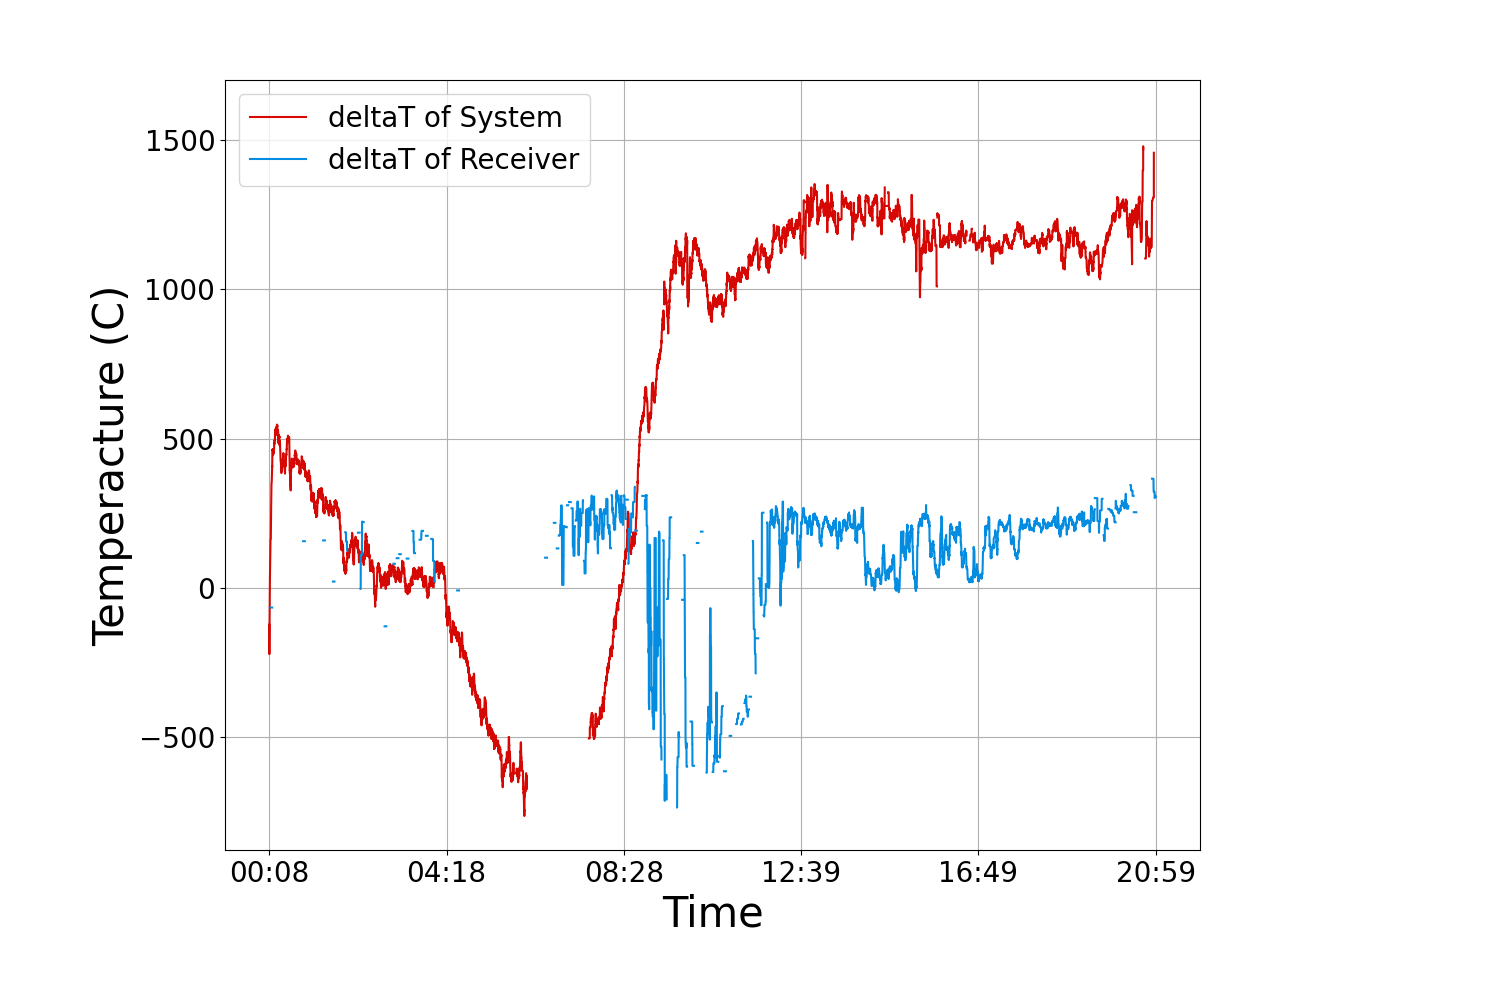 deltaT of System
deltaT of Receiver
Temperacture (C)
1500
1000
500
0
−500
00:08 04:18 08:28 12:39 16:49 20:59
Time